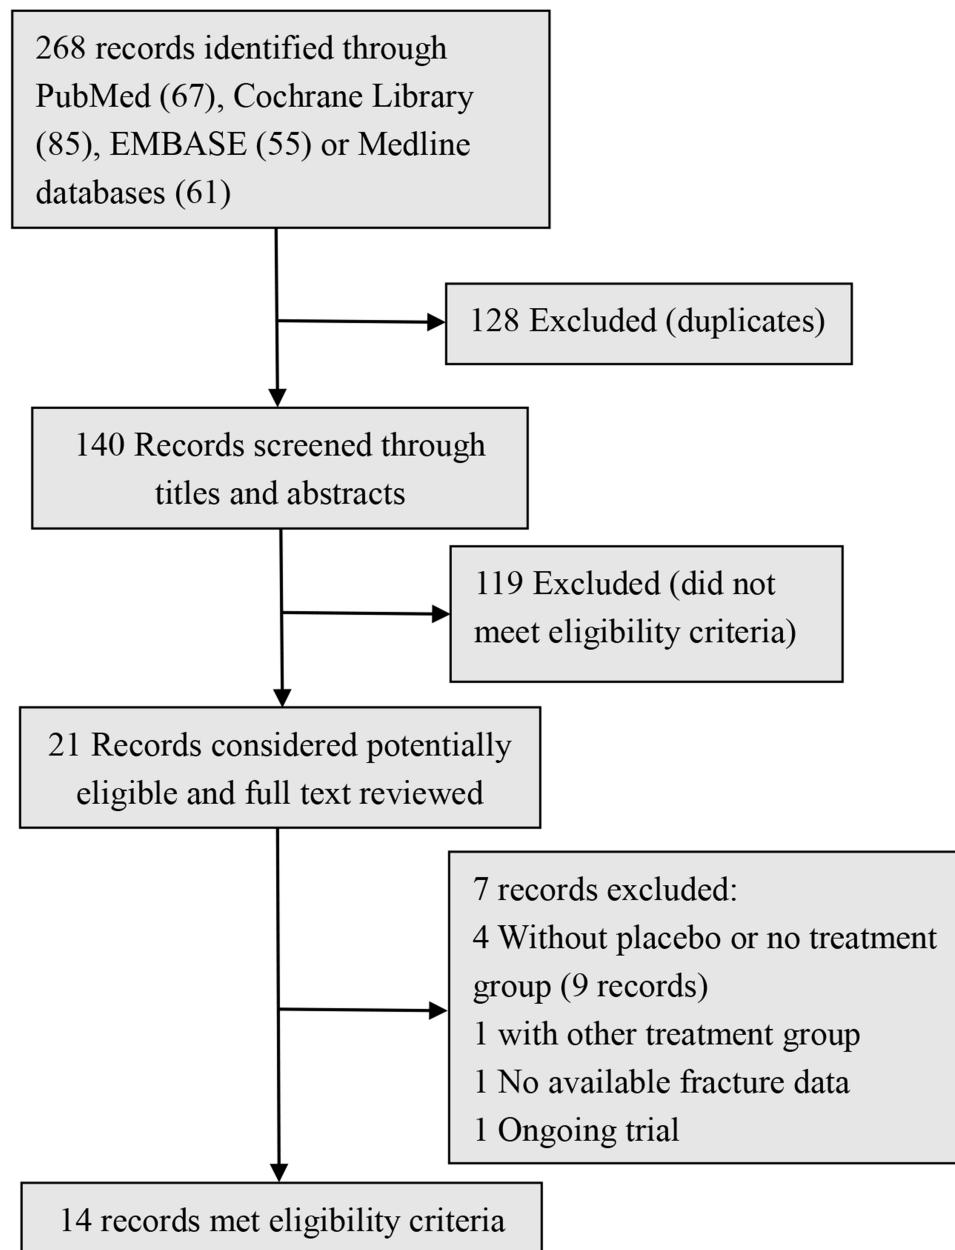 268 records identified through
PubMed (67), Cochrane Library
(85), EMBASE (55) or Medline
databases (61)
128 Excluded (duplicates)
140 Records screened through
titles and abstracts
119 Excluded (did not
meet eligibility criteria)
21 Records considered potentially
eligible and full text reviewed
7 records excluded:
4 Without placebo or no treatment
group (9 records)
1 with other treatment group
1 No available fracture data
1 Ongoing trial
14 records met eligibility criteria